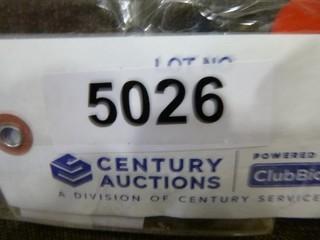 LOT NO
5026
CENTURY
AUCTIONS
A DIVISION OF CENTURY SERVICE
POWERED
ClubBid